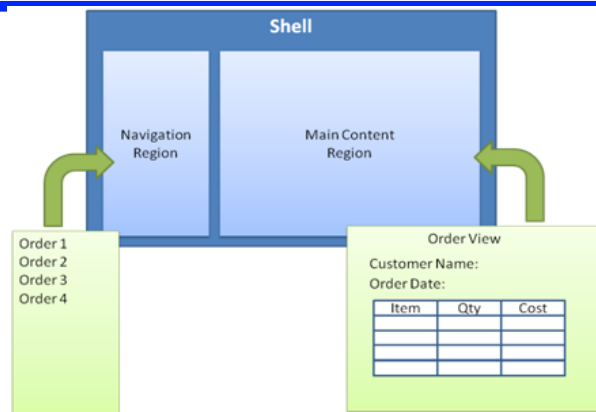 Shell
Navigation
Region
Main Content
Region
Order 1
Order 2
Order 3
Order 4
Order View
Customer Name:
Order Date:
Item Qty Cost